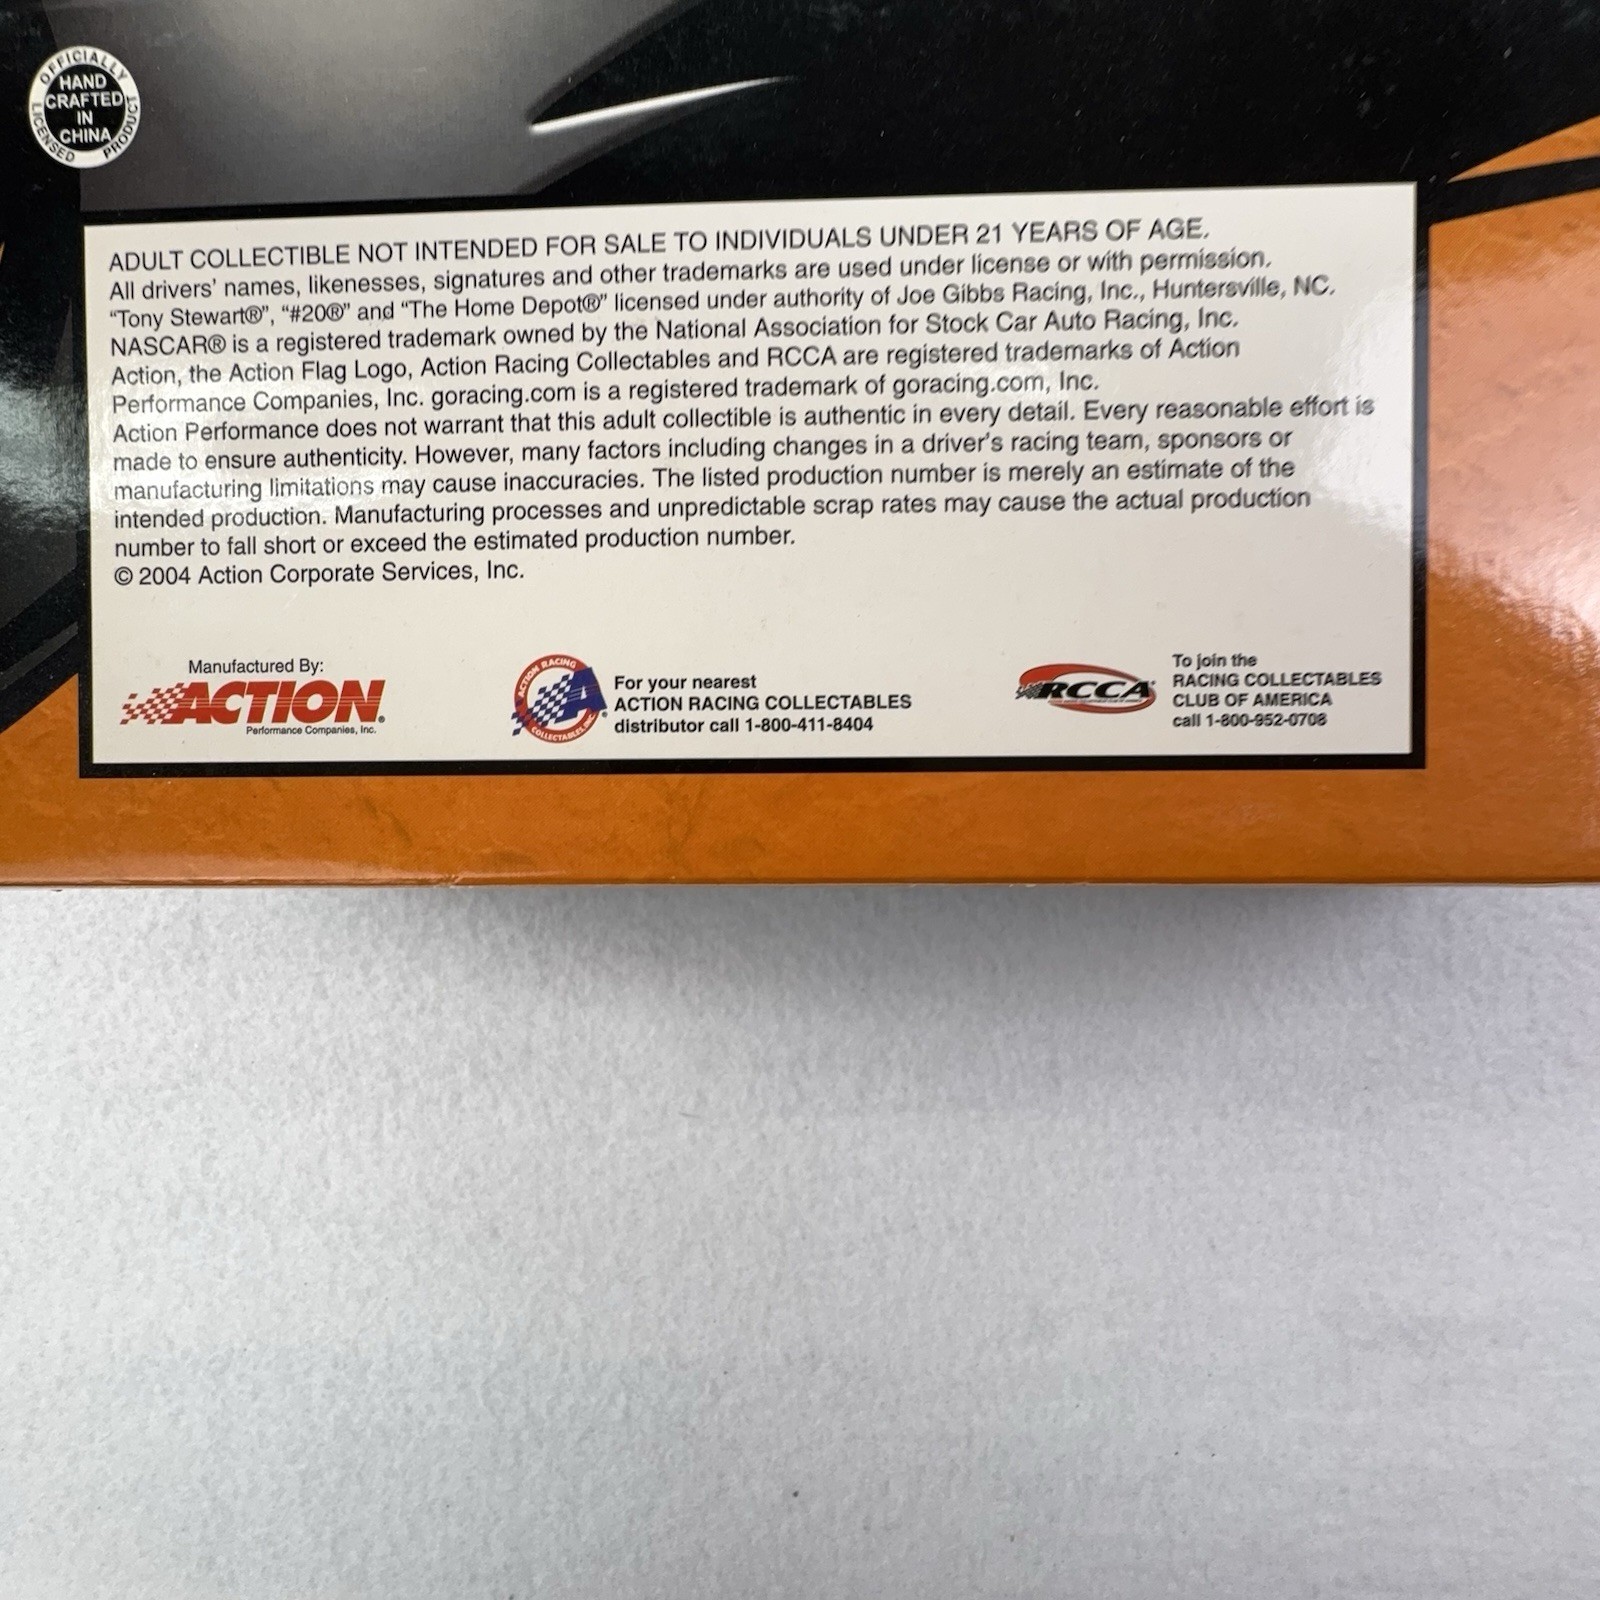 OFFICIALLY LICENSED PRODUCT
HAND
CRAFTED
IN
CHINA
ADULT COLLECTIBLE NOT INTENDED FOR SALE TO INDIVIDUALS UNDER 21 YEARS OF AGE.
All drivers' names, likenesses, signatures and other trademarks are used under license or with permission.
"Tony Stewart®", "#20®" and "The Home Depot®" licensed under authority of Joe Gibbs Racing, Inc., Huntersville, NC.
NASCAR® is a registered trademark owned by the National Association for Stock Car Auto Racing, Inc.
Action, the Action Flag Logo, Action Racing Collectables and RCCA are registered trademarks of Action
Performance Companies, Inc. goracing.com is a registered trademark of goracing.com, Inc.
Action Performance does not warrant that this adult collectible is authentic in every detail. Every reasonable effort is
made to ensure authenticity. However, many factors including changes in a driver's racing team, sponsors or
manufacturing limitations may cause inaccuracies. The listed production number is merely an estimate of the
intended production. Manufacturing processes and unpredictable scrap rates may cause the actual production
number to fall short or exceed the estimated production number.
© 2004 Action Corporate Services, Inc.
Manufactured By:
ACTION®
Performance Companies, Inc.
ACTION RACING
COLLECTABLES, INC.
A
For your nearest
ACTION RACING COLLECTABLES
distributor call 1-800-411-8404
RCCA
To join the
RACING COLLECTABLES
CLUB OF AMERICA
call 1-800-952-0708